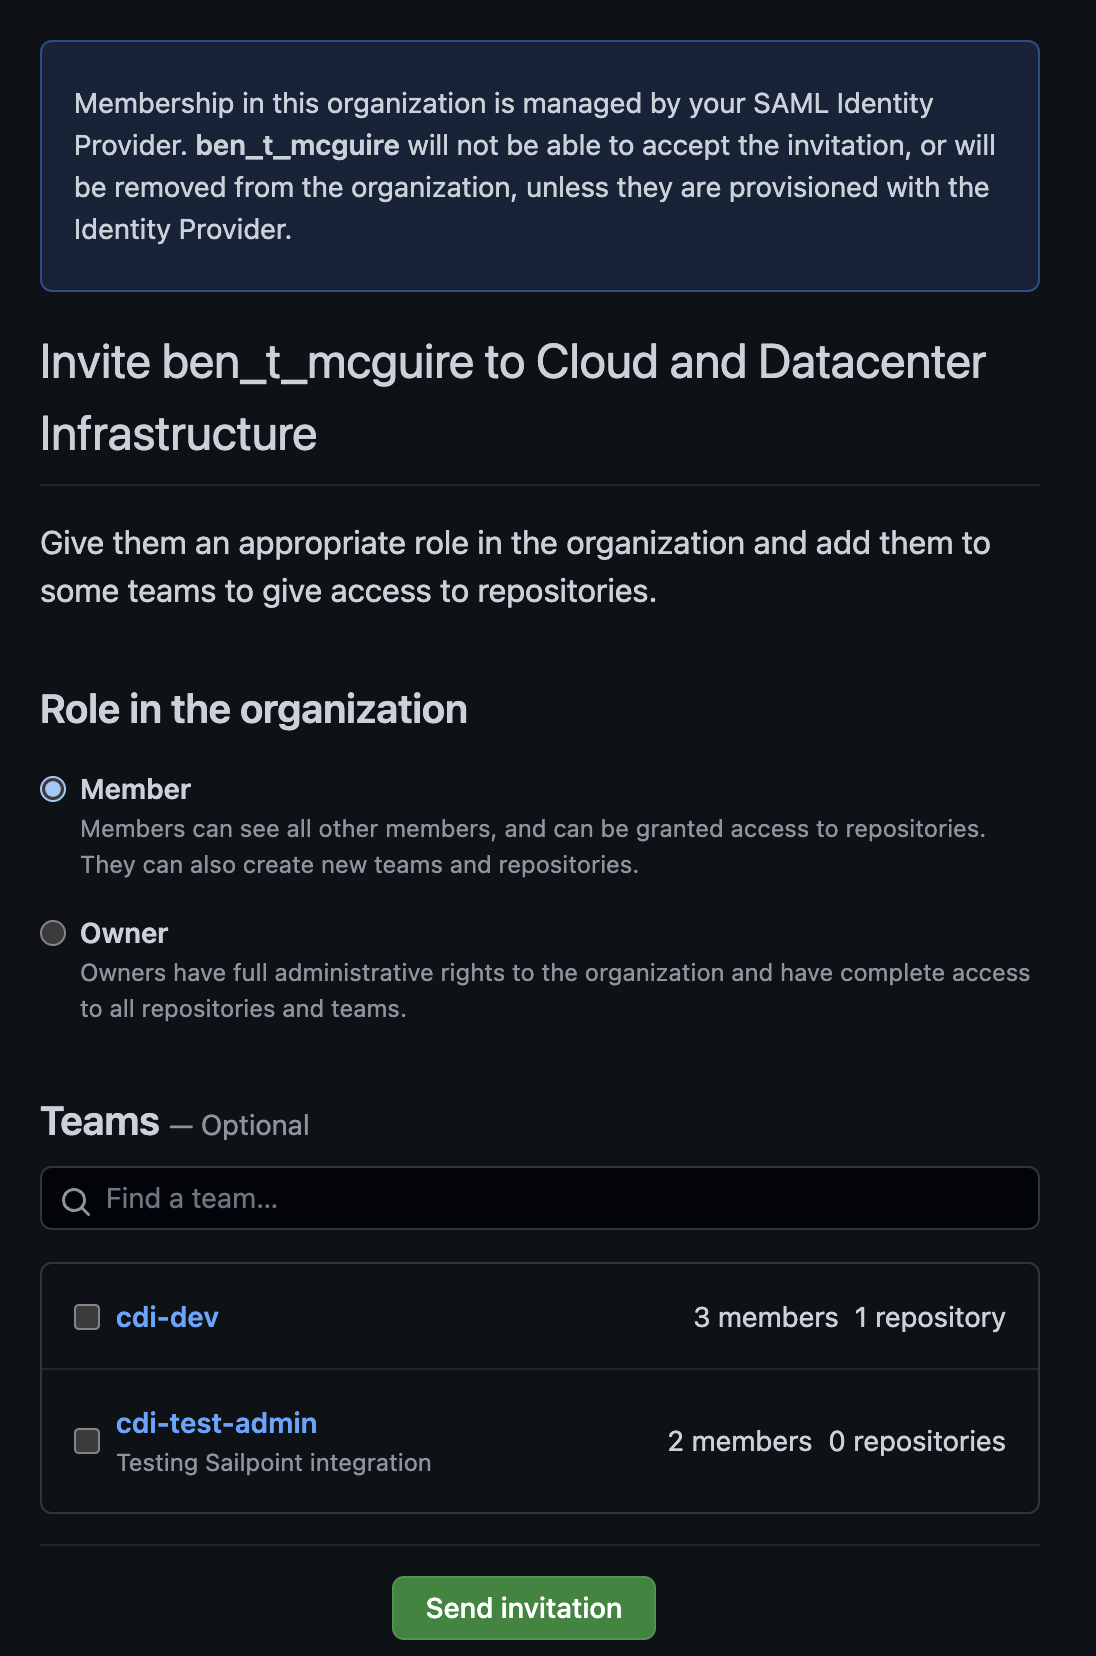 Membership in this organization is managed by your SAML Identity
Provider. ben_t_mcguire will not be able to accept the invitation, or will
be removed from the organization, unless they are provisioned with the
Identity Provider.
Invite ben_t_mcguire to Cloud and Datacenter
Infrastructure
Give them an appropriate role in the organization and add them to
some teams to give access to repositories.
Role in the organization
Member
Members can see all other members, and can be granted access to repositories.
They can also create new teams and repositories.
Owner
Owners have full administrative rights to the organization and have complete access
to all repositories and teams.
Teams — Optional
Find a team...
cdi-dev 3 members 1 repository
cdi-test-admin
Testing Sailpoint integration
2 members 0 repositories
Send invitation